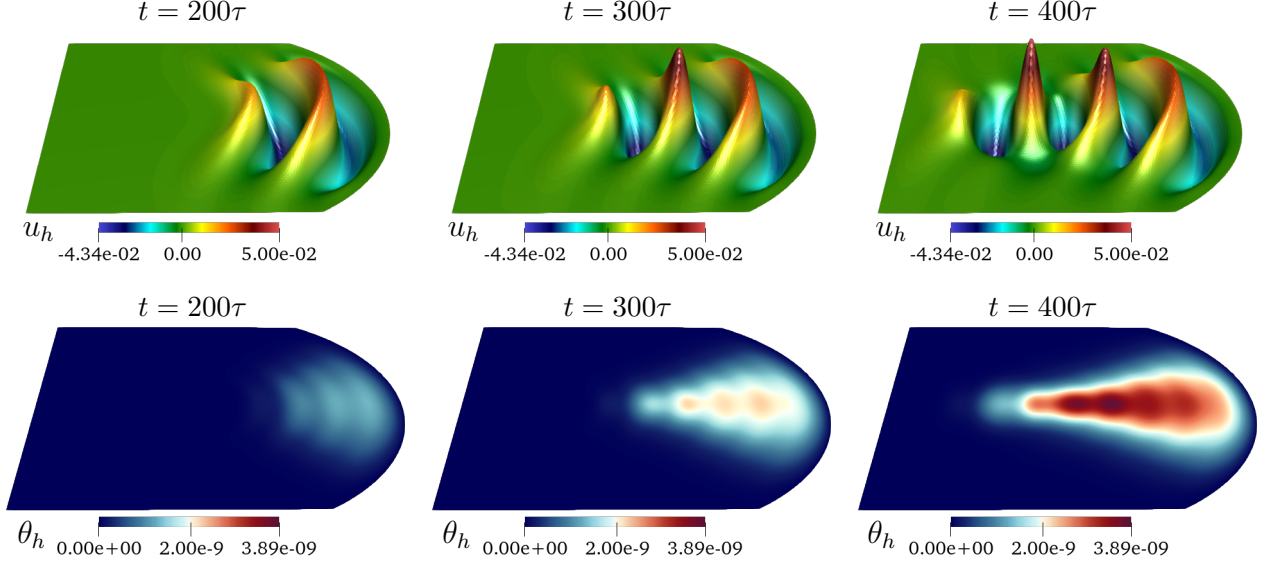 t = 200τ t = 300τ t = 400τ
u_h -4.34e-02 0.00 5.00e-02 u_h -4.34e-02 0.00 5.00e-02 u_h -4.34e-02 0.00 5.00e-02
t = 200τ t = 300τ t = 400τ
θ_h 0.00e+00 2.00e-9 3.89e-09 θ_h 0.00e+00 2.00e-9 3.89e-09 θ_h 0.00e+00 2.00e-9 3.89e-09